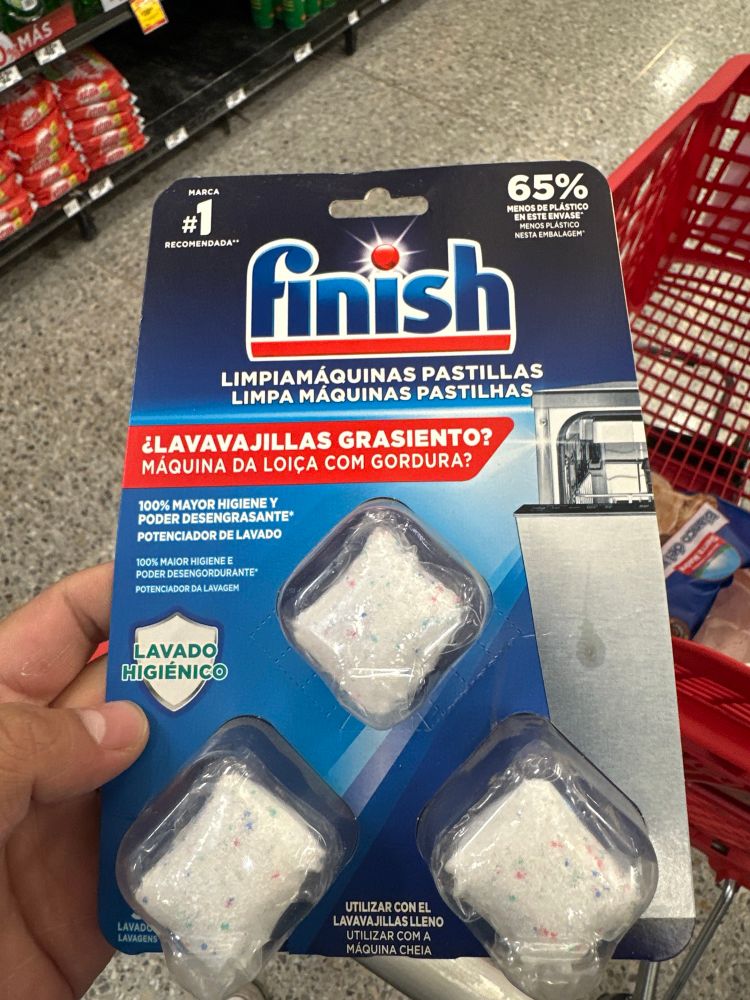 MÁS
MARCA
#1
RECOMENDADA**
65%
MENOS DE PLÁSTICO
EN ESTE ENVASE^
MENOS PLÁSTICO
NESTA EMBALAGEM^
finish
LIMPIAMÁQUINAS PASTILLAS
LIMPA MÁQUINAS PASTILHAS
¿LAVAVAJILLAS GRASIENTO?
MÁQUINA DA LOIÇA COM GORDURA?
100% MAYOR HIGIENE Y
PODER DESENGRASANTE*
POTENCIADOR DE LAVADO
100% MAIOR HIGIENE E
PODER DESENGORDURANTE*
POTENCIADOR DA LAVAGEM
LAVADO
HIGIÉNICO
LAVADO
LAVAGENS
UTILIZAR CON EL
LAVAVAJILLAS LLENO
UTILIZAR COM A
MÁQUINA CHEIA